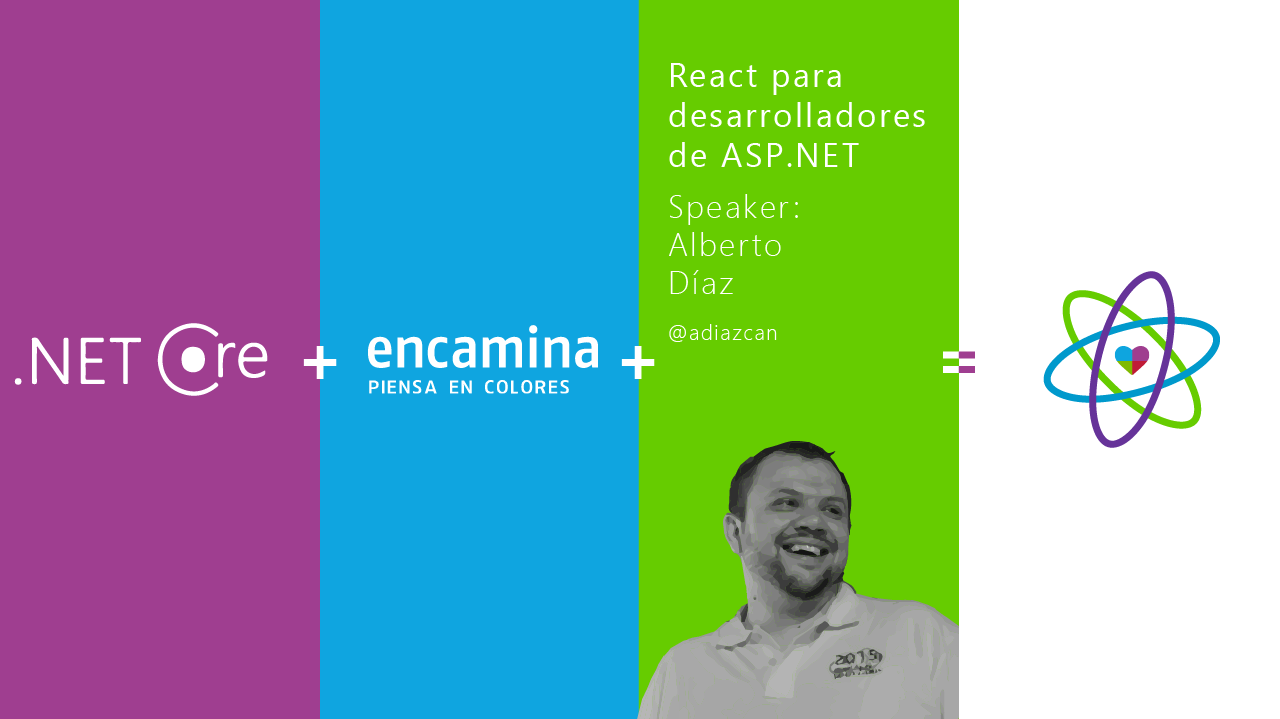 .NET Core
+
encamina
PIENSA EN COLORES
+
React para
desarrolladores
de ASP.NET
Speaker:
Alberto
Díaz
@adiazcan
=
2015